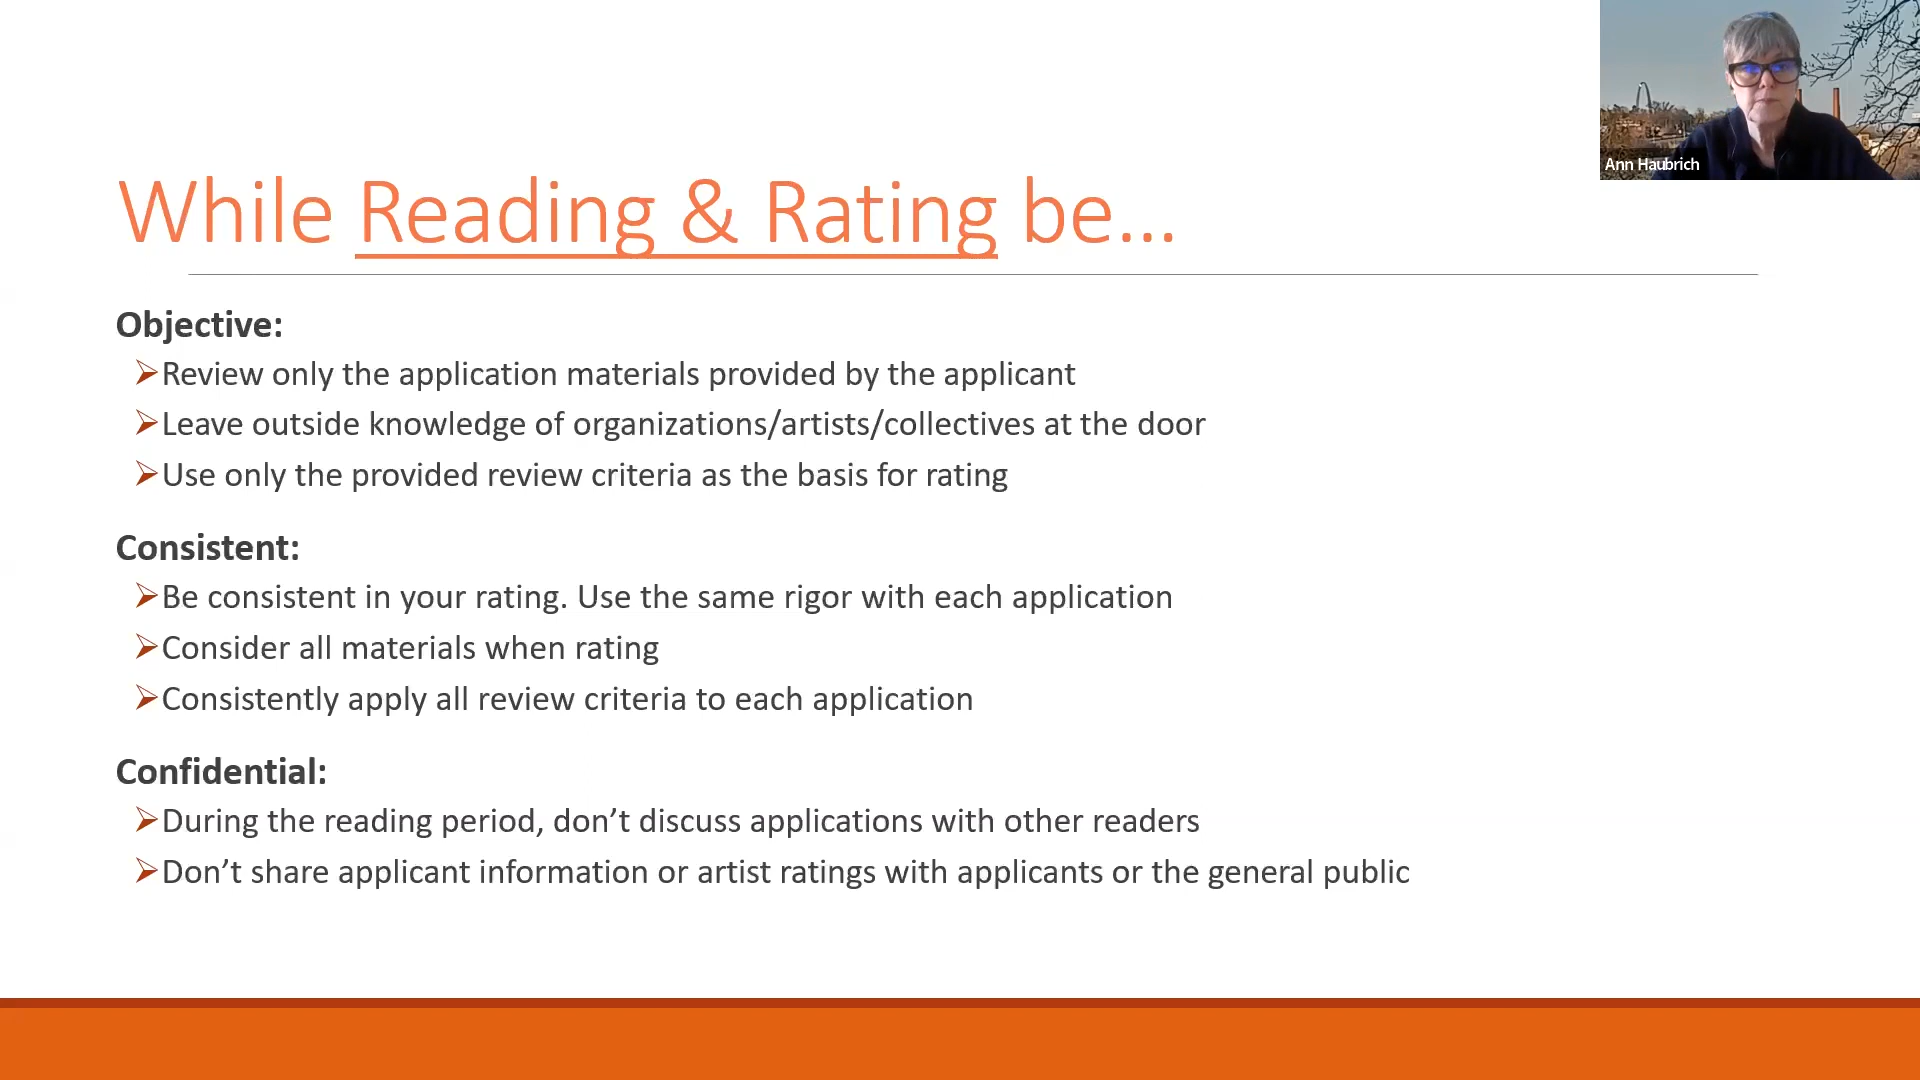 Ann Haubrich
While Reading & Rating be...
Objective:
➢Review only the application materials provided by the applicant
➢Leave outside knowledge of organizations/artists/collectives at the door
➢Use only the provided review criteria as the basis for rating
Consistent:
➢Be consistent in your rating. Use the same rigor with each application
➢Consider all materials when rating
➢Consistently apply all review criteria to each application
Confidential:
➢During the reading period, don’t discuss applications with other readers
➢Don’t share applicant information or artist ratings with applicants or the general public